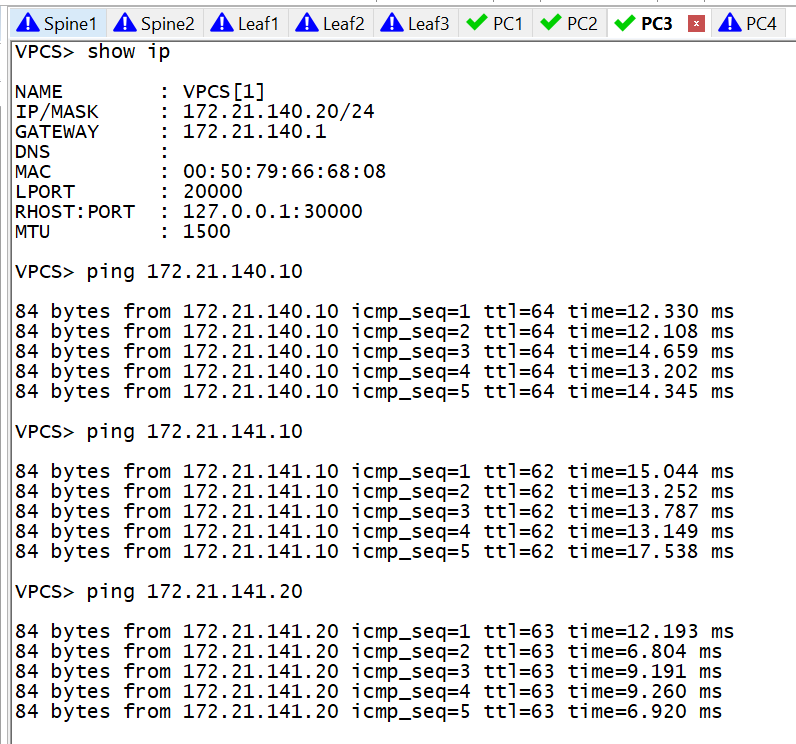 Spine1 Spine2 Leaf1 Leaf2 Leaf3 PC1 PC2 PC3 x PC4
VPCS> show ip
NAME : VPCS[1]
IP/MASK : 172.21.140.20/24
GATEWAY : 172.21.140.1
DNS :
MAC : 00:50:79:66:68:08
LPORT : 20000
RHOST:PORT : 127.0.0.1:30000
MTU : 1500
VPCS> ping 172.21.140.10
84 bytes from 172.21.140.10 icmp_seq=1 ttl=64 time=12.330 ms
84 bytes from 172.21.140.10 icmp_seq=2 ttl=64 time=12.108 ms
84 bytes from 172.21.140.10 icmp_seq=3 ttl=64 time=14.659 ms
84 bytes from 172.21.140.10 icmp_seq=4 ttl=64 time=13.202 ms
84 bytes from 172.21.140.10 icmp_seq=5 ttl=64 time=14.345 ms
VPCS> ping 172.21.141.10
84 bytes from 172.21.141.10 icmp_seq=1 ttl=62 time=15.044 ms
84 bytes from 172.21.141.10 icmp_seq=2 ttl=62 time=13.252 ms
84 bytes from 172.21.141.10 icmp_seq=3 ttl=62 time=13.787 ms
84 bytes from 172.21.141.10 icmp_seq=4 ttl=62 time=13.149 ms
84 bytes from 172.21.141.10 icmp_seq=5 ttl=62 time=17.538 ms
VPCS> ping 172.21.141.20
84 bytes from 172.21.141.20 icmp_seq=1 ttl=63 time=12.193 ms
84 bytes from 172.21.141.20 icmp_seq=2 ttl=63 time=6.804 ms
84 bytes from 172.21.141.20 icmp_seq=3 ttl=63 time=9.191 ms
84 bytes from 172.21.141.20 icmp_seq=4 ttl=63 time=9.260 ms
84 bytes from 172.21.141.20 icmp_seq=5 ttl=63 time=6.920 ms